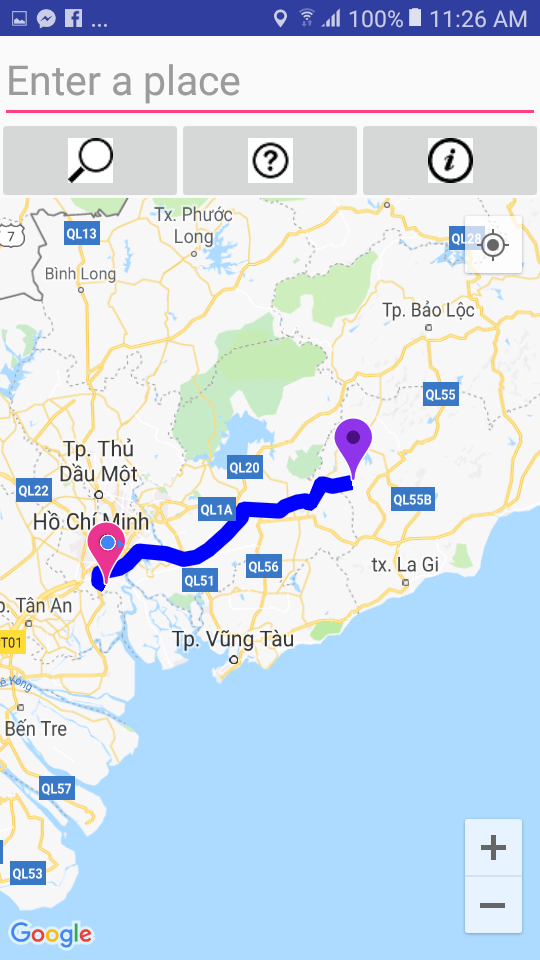 ... 100% 11:26 AM
Enter a place
Tx. Phước
Long
7
QL13
QL28
Bình Long
Tp. Bảo Lộc
QL55
Tp. Thủ
Dầu Một
QL20
QL22
QL1A
QL55B
Hồ Chí Minh
QL51
QL56
tx. La Gi
p. Tân An
T01
Tp. Vũng Tàu
Bến Tre
QL57
QL53
Google